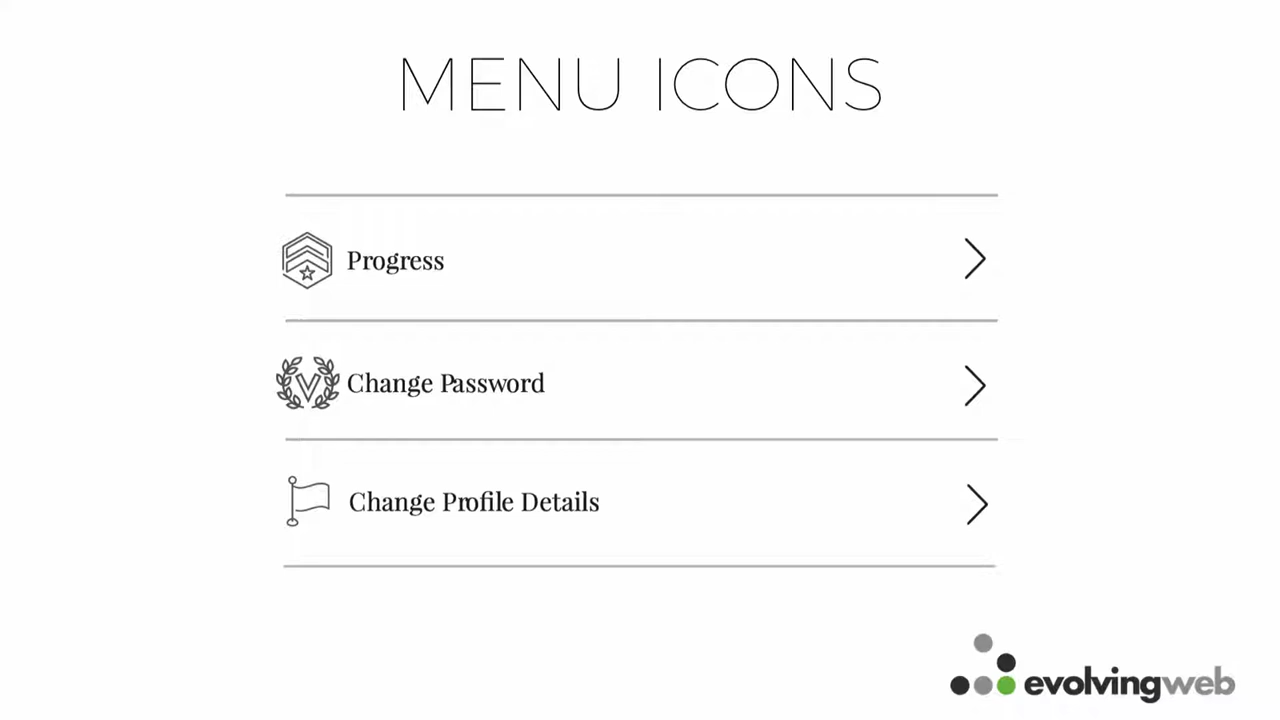 MENU ICONS
Progress
V
Change Password
Change Profile Details
evolvingweb